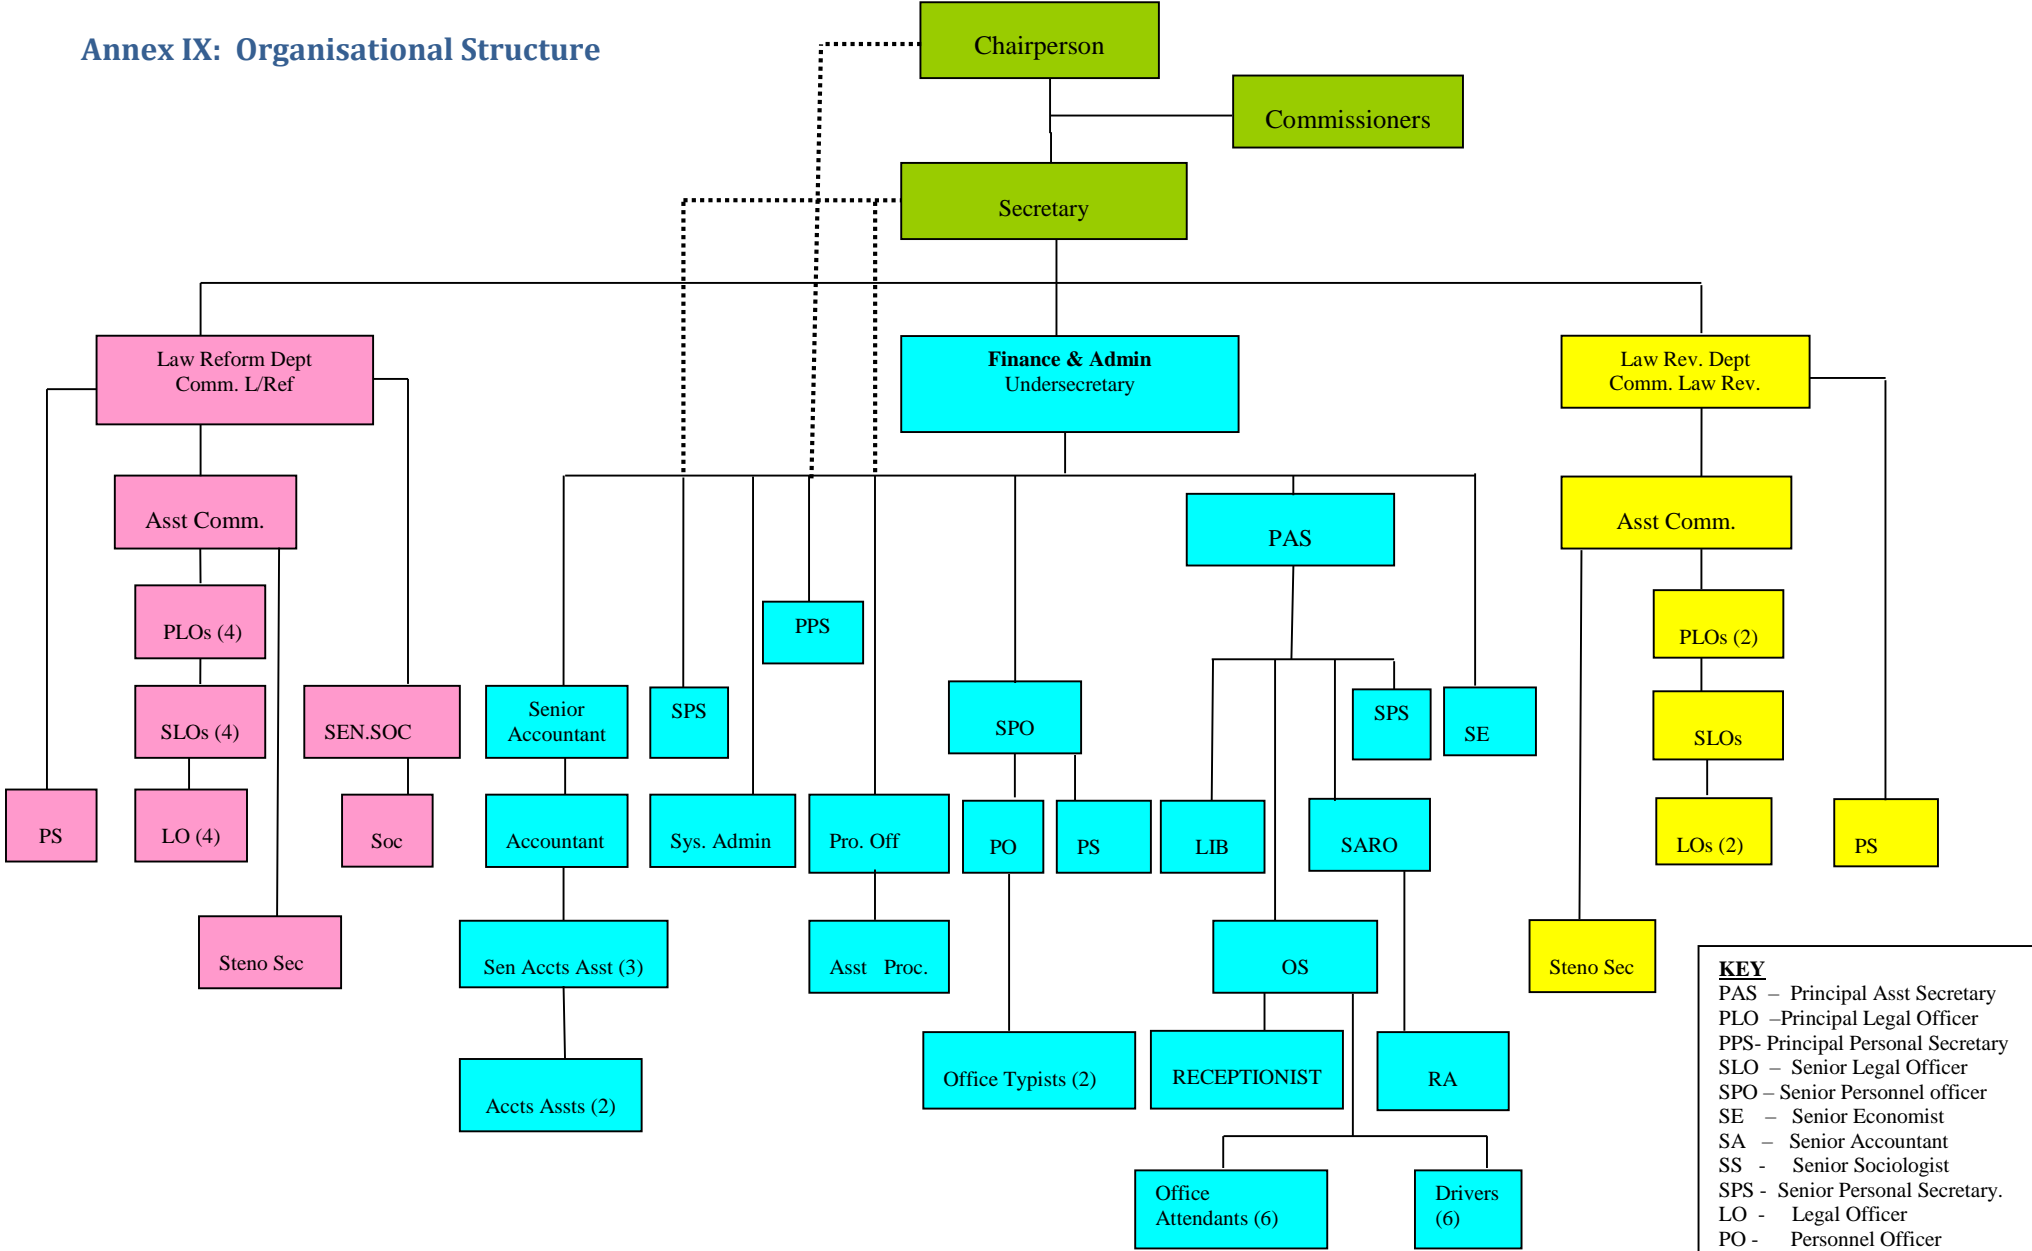 Annex IX: Organisational Structure
Chairperson
Commissioners
Secretary
Law Reform Dept
Comm. L/Ref
Finance & Admin
Undersecretary
Law Rev. Dept
Comm. Law Rev.
Asst Comm.
PAS
Asst Comm.
PLOs (4)
PPS
PLOs (2)
SLOs (4)
SEN.SOC
Senior
Accountant
SPS
SPO
SPS
SE
SLOs
PS
LO (4)
Soc
Accountant
Sys. Admin
Pro. Off
PO
PS
LIB
SARO
LOs (2)
PS
Steno Sec
Sen Accts Asst (3)
Asst Proc.
OS
Steno Sec
Accts Assts (2)
Office Typists (2)
RECEPTIONIST
RA
Office
Attendants (6)
Drivers
(6)
KEY
PAS – Principal Asst Secretary
PLO –Principal Legal Officer
PPS- Principal Personal Secretary
SLO – Senior Legal Officer
SPO – Senior Personnel officer
SE – Senior Economist
SA – Senior Accountant
SS - Senior Sociologist
SPS - Senior Personal Secretary.
LO - Legal Officer
PO - Personnel Officer